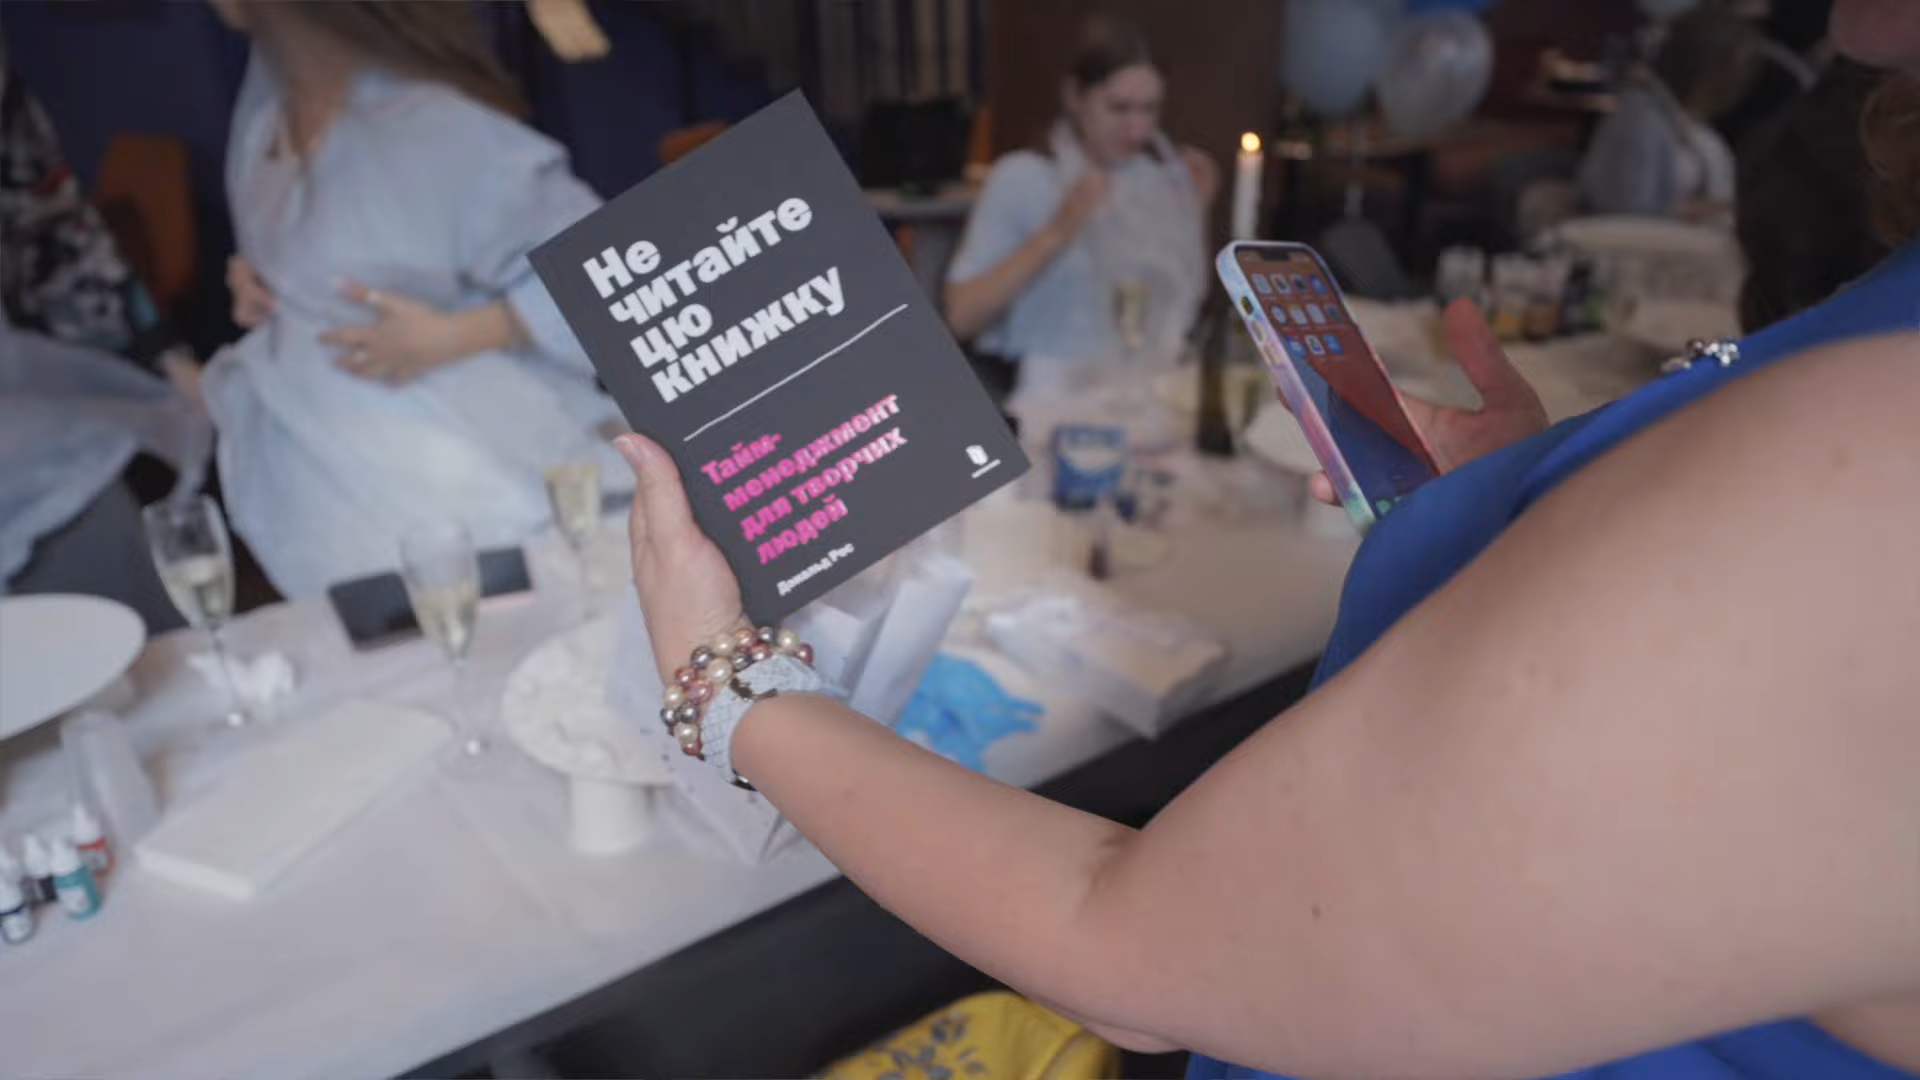 Не
читайте
цю
книжку
Тайм-
менеджмент
для творчих
людей
Дональд Рос